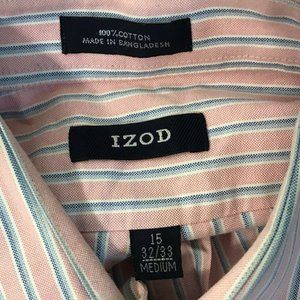 100% COTTON
MADE IN BANGLADESH
IZOD
15
32/33
MEDIUM